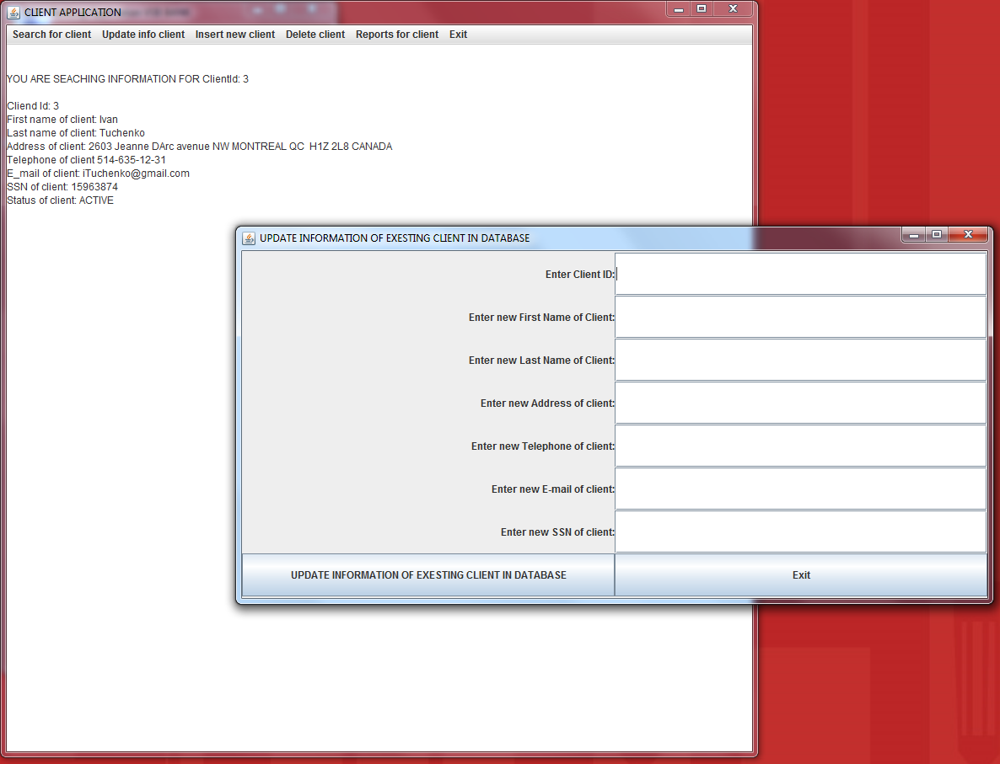 CLIENT APPLICATION
Search for client Update info client Insert new client Delete client Reports for client Exit
YOU ARE SEACHING INFORMATION FOR ClientId: 3
Cliend Id: 3
First name of client: Ivan
Last name of client: Tuchenko
Address of client: 2603 Jeanne DArc avenue NW MONTREAL QC  H1Z 2L8 CANADA
Telephone of client 514-635-12-31
E_mail of client: iTuchenko@gmail.com
SSN of client: 15963874
Status of client: ACTIVE
UPDATE INFORMATION OF EXESTING CLIENT IN DATABASE
Enter Client ID:
Enter new First Name of Client:
Enter new Last Name of Client:
Enter new Address of client:
Enter new Telephone of client:
Enter new E-mail of client:
Enter new SSN of client:
UPDATE INFORMATION OF EXESTING CLIENT IN DATABASE Exit